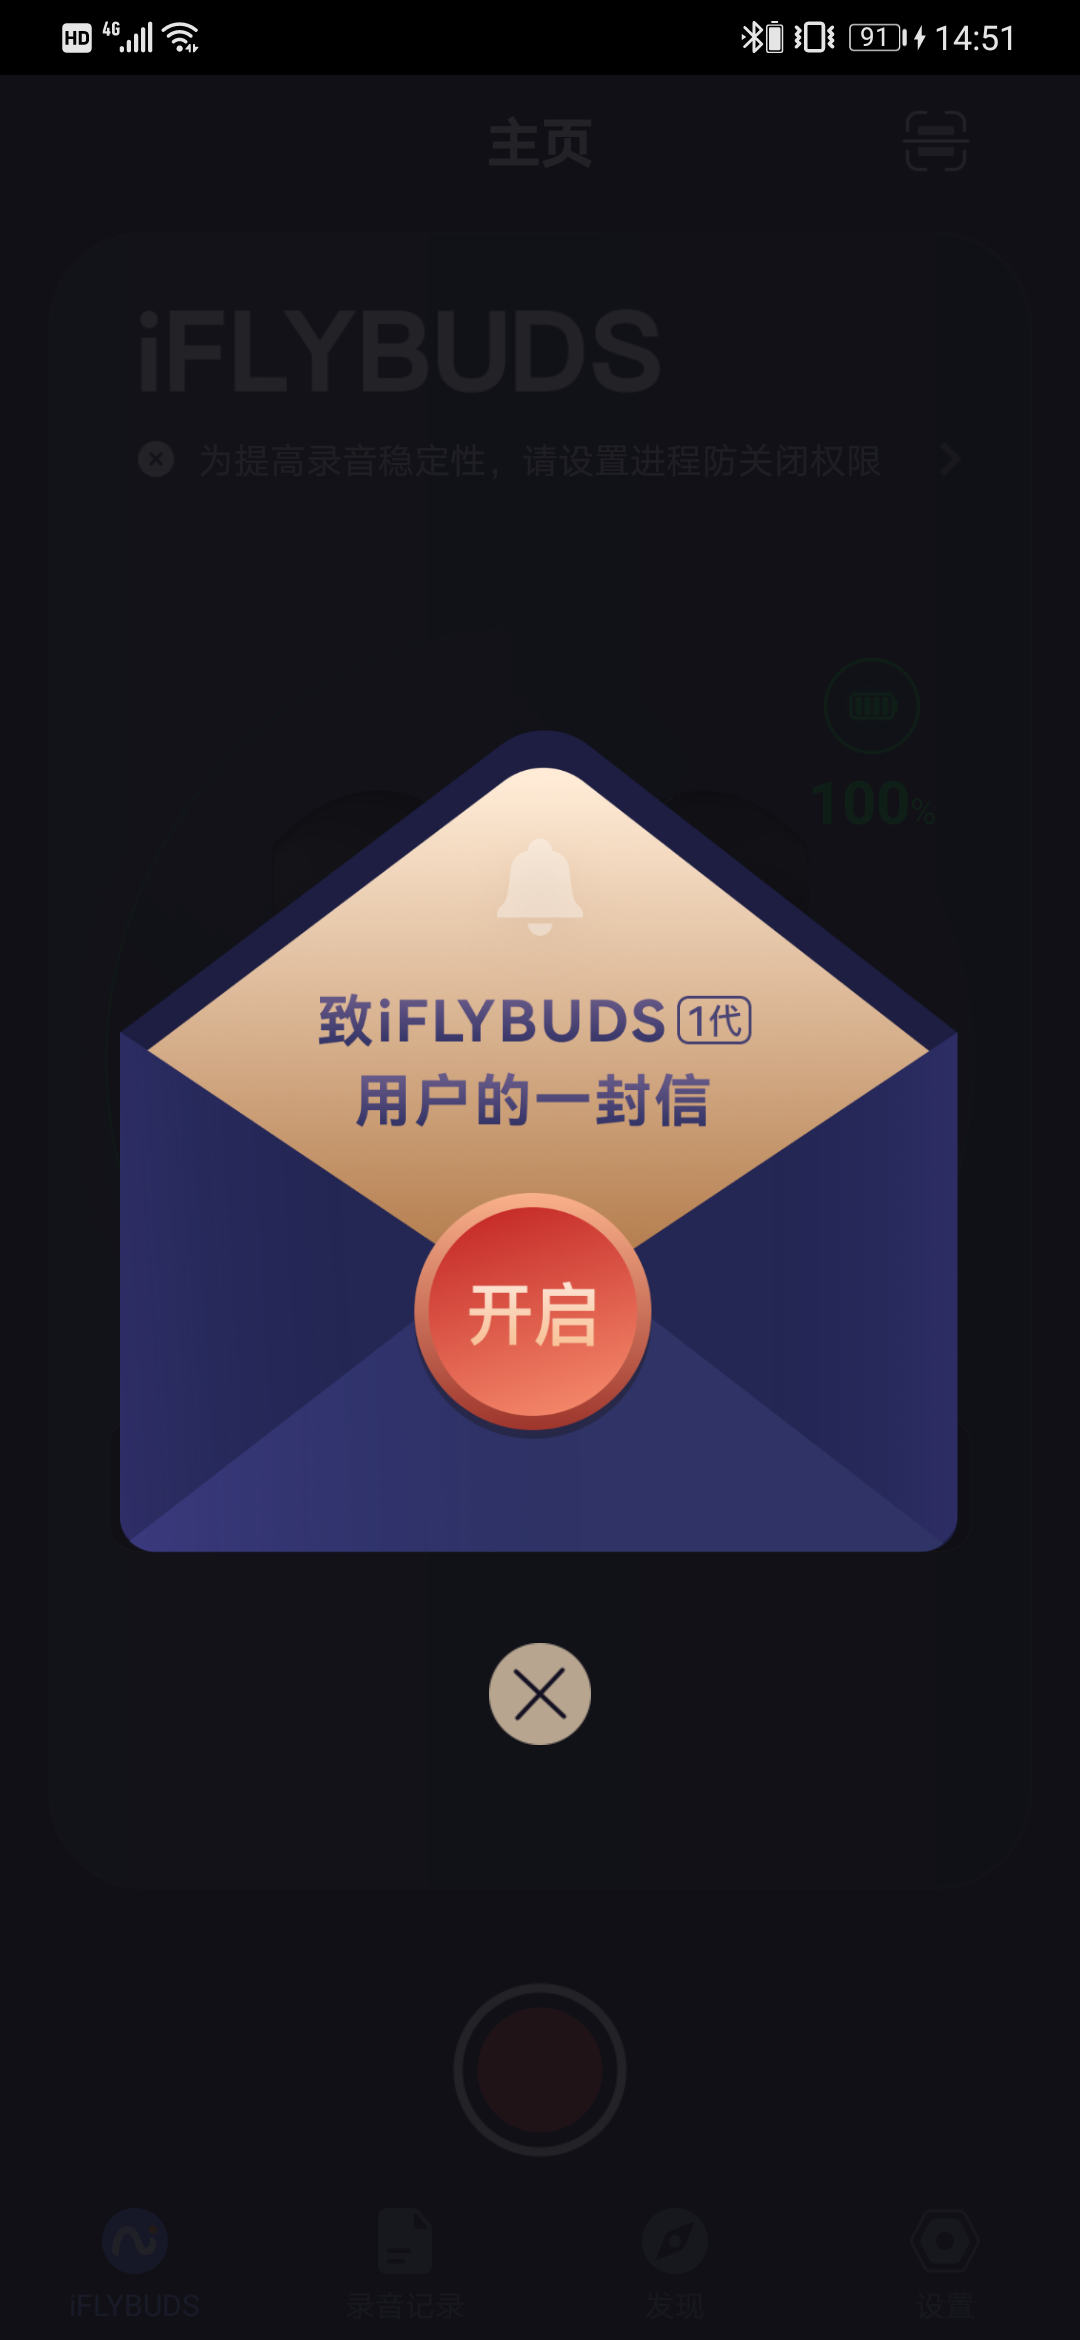 HD 4G 91 14:51
主页
iFLYBUDS
为提高录音稳定性，请设置进程防关闭权限
100%
致iFLYBUDS 1代
用户的一封信
开启
iFLYBUDS 录音记录 发现 设置